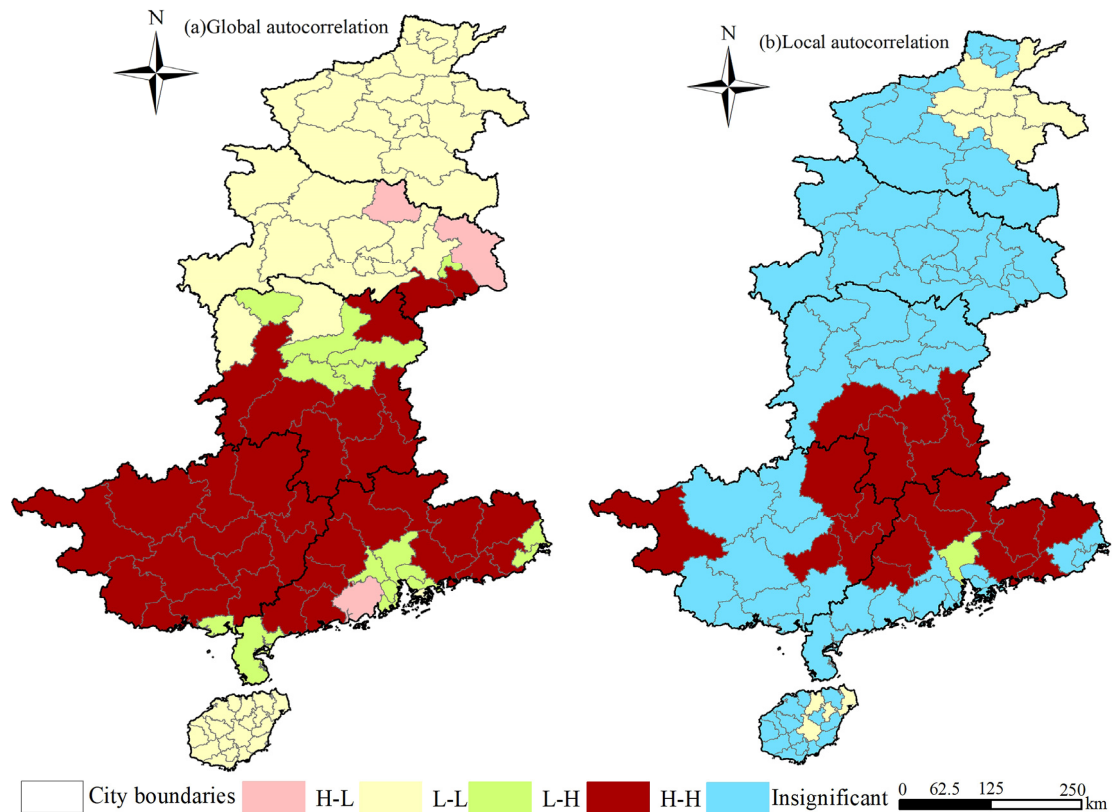 N
(a)Global autocorrelation
N
(b)Local autocorrelation
City boundaries H-L L-L L-H H-H Insignificant
0 62.5 125 250
km